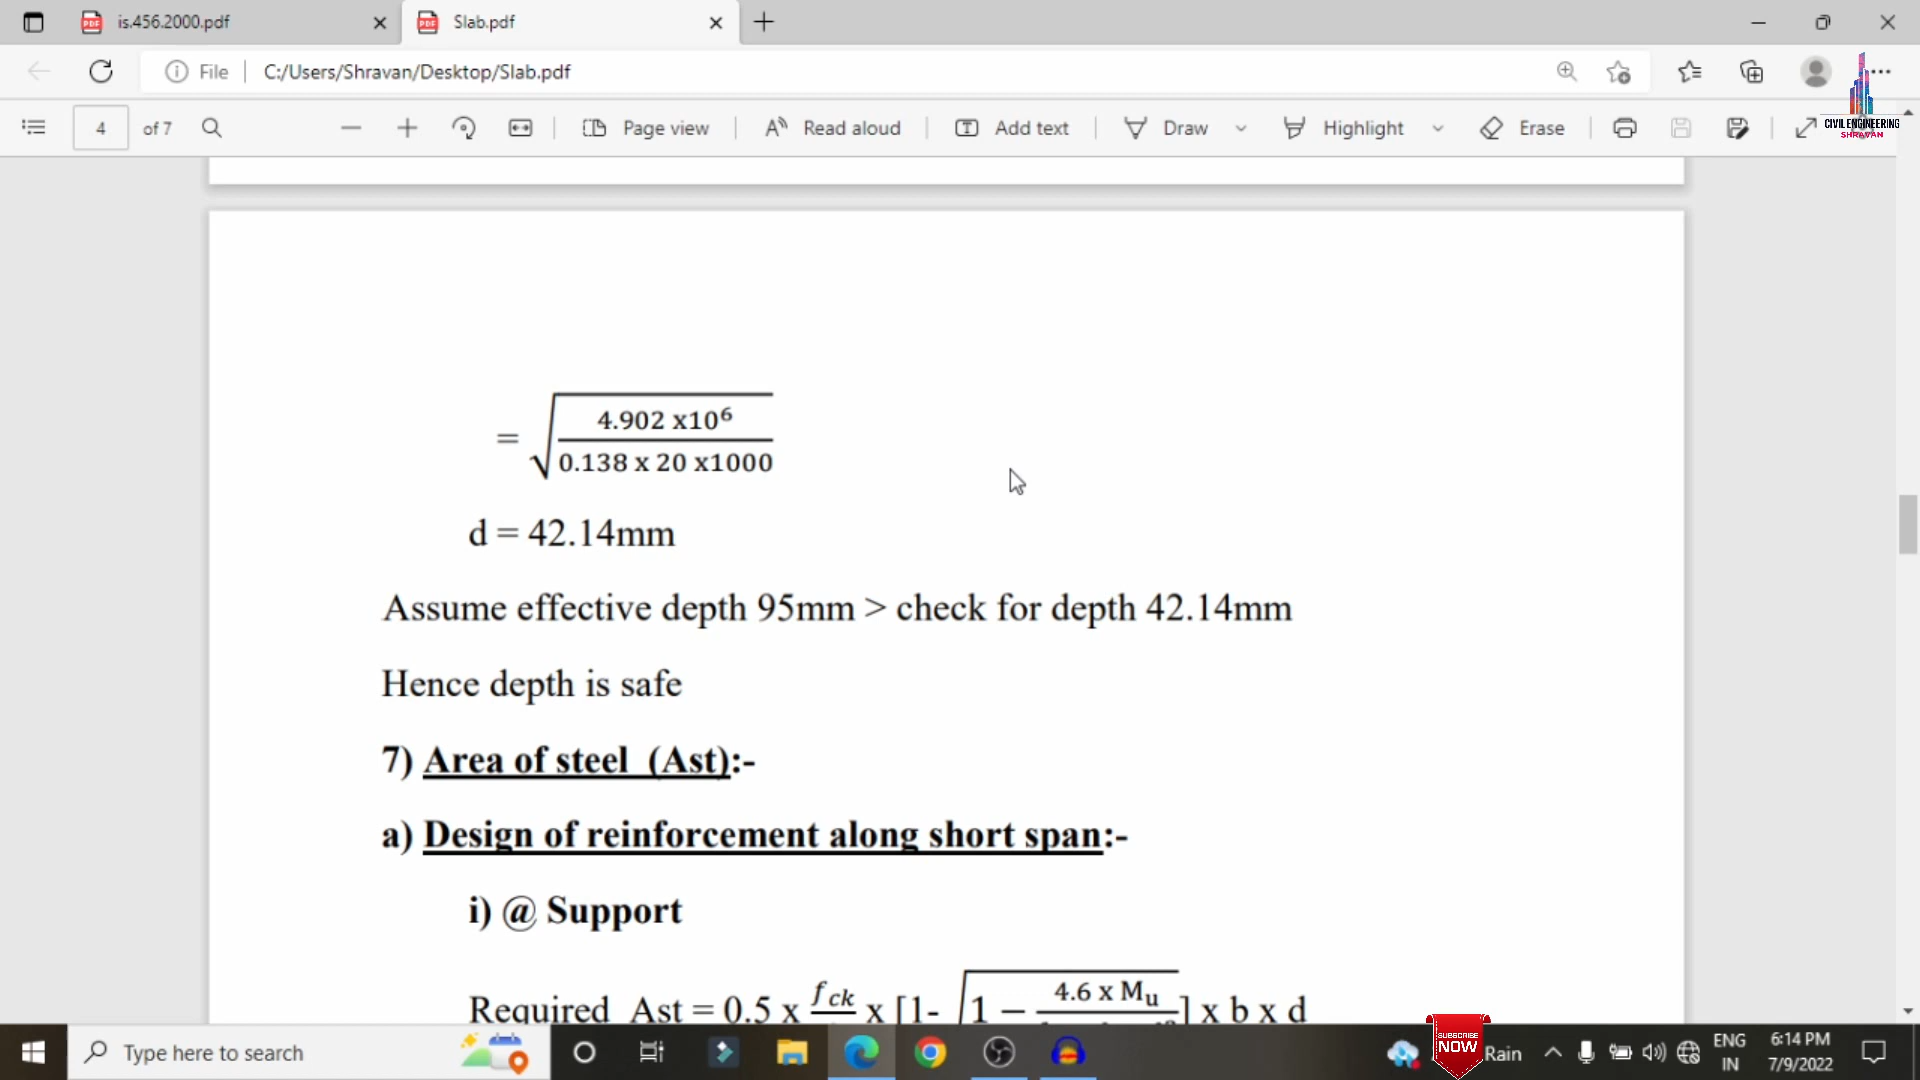 is.456.2000.pdf
Slab.pdf
File
C:/Users/Shravan/Desktop/Slab.pdf
4 of 7
Page view
Read aloud
Add text
Draw
Highlight
Erase
CIVIL ENGINEERING
SHRAVAN
= √(4.902 x10⁶ / 0.138 x 20 x1000)
d = 42.14mm
Assume effective depth 95mm > check for depth 42.14mm
Hence depth is safe
7) Area of steel (Ast):-
a) Design of reinforcement along short span:-
i) @ Support
Required Ast = 0.5 x fck x [1- √1 − 4.6 x Mu ] x b x d
Type here to search
SUBSCRIBE
NOW
Rain
ENG
IN
6:14 PM
7/9/2022